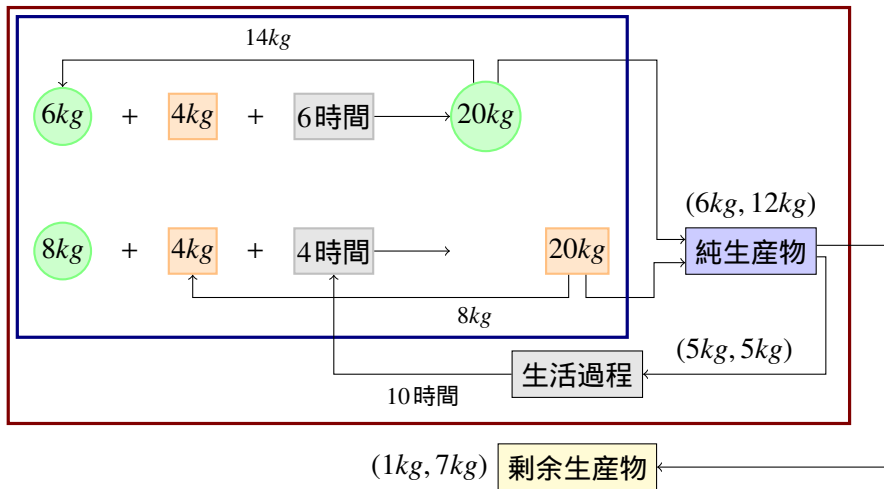 14kg
6kg + 4kg + 6時間 20kg
(6kg, 12kg)
8kg + 4kg + 4時間 20kg 純生産物
8kg
(5kg, 5kg)
生活過程
10時間
(1kg, 7kg) 剰余生産物